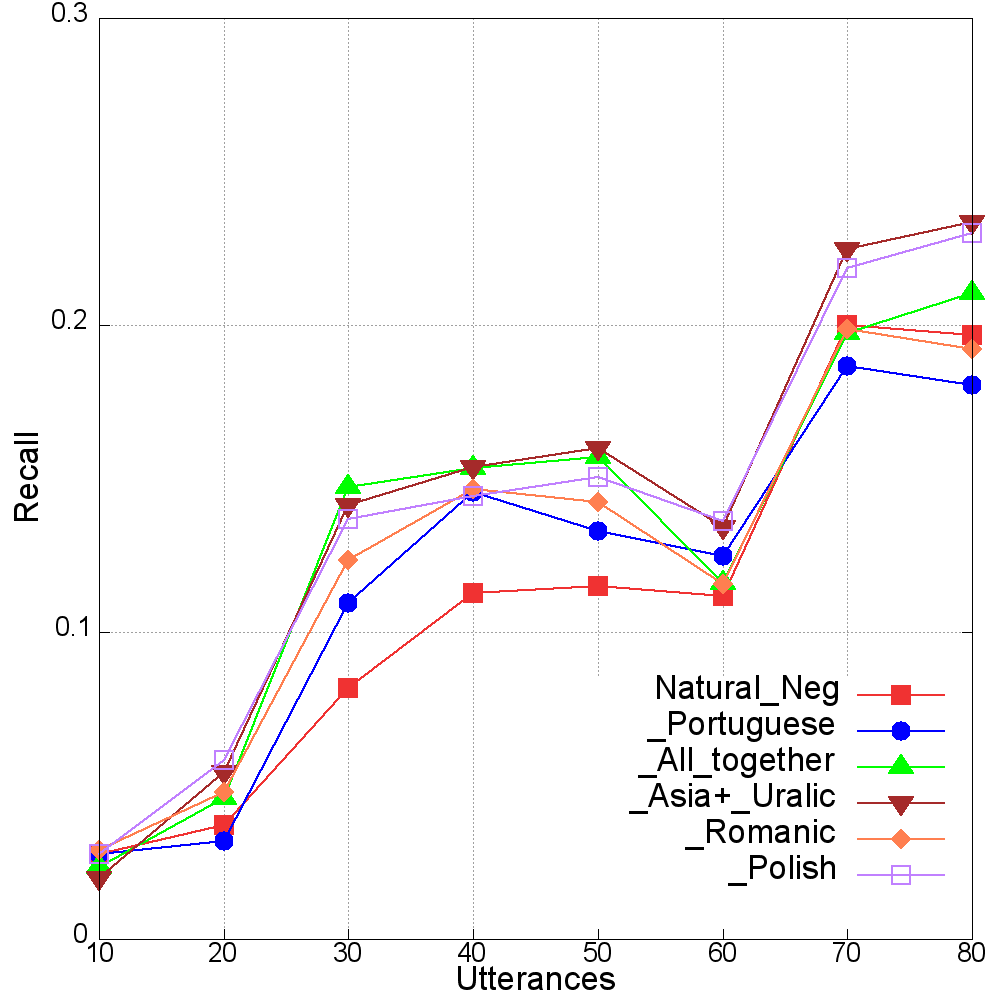 0.3
0.2
0.1
0
Recall
10 20 30 40 50 60 70 80
Utterances
Natural_Neg
_Portuguese
_All_together
_Asia+_Uralic
_Romanic
_Polish